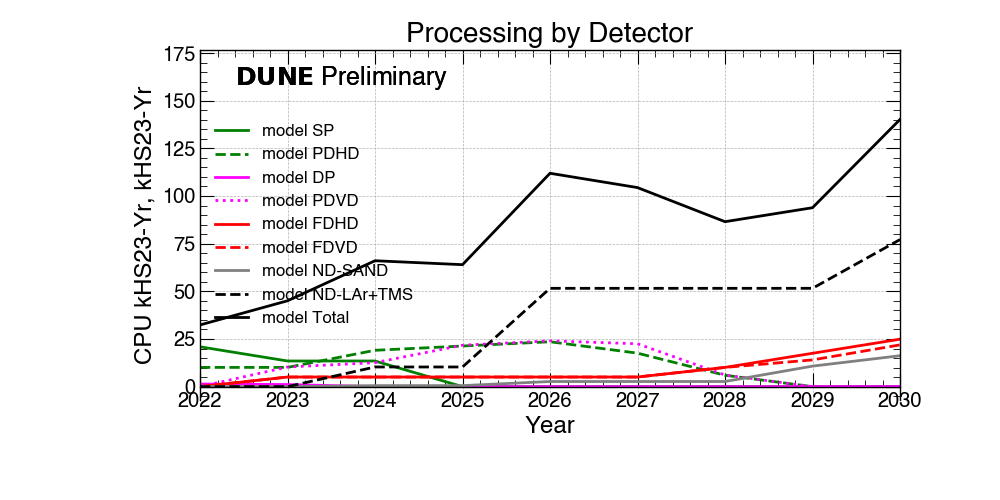 Processing by Detector
CPU kHS23-Yr, kHS23-Yr
175
150
125
100
75
50
25
0
DUNE Preliminary
model SP
model PDHD
model DP
model PDVD
model FDHD
model FDVD
model ND-SAND
model ND-LAr+TMS
model Total
2022 2023 2024 2025 2026 2027 2028 2029 2030
Year